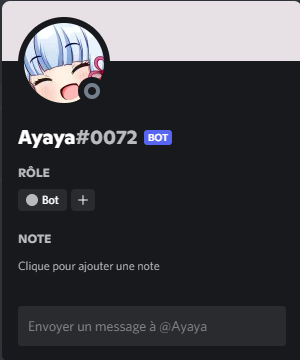 Ayaya#0072 BOT
RÔLE
Bot +
NOTE
Clique pour ajouter une note
Envoyer un message à @Ayaya